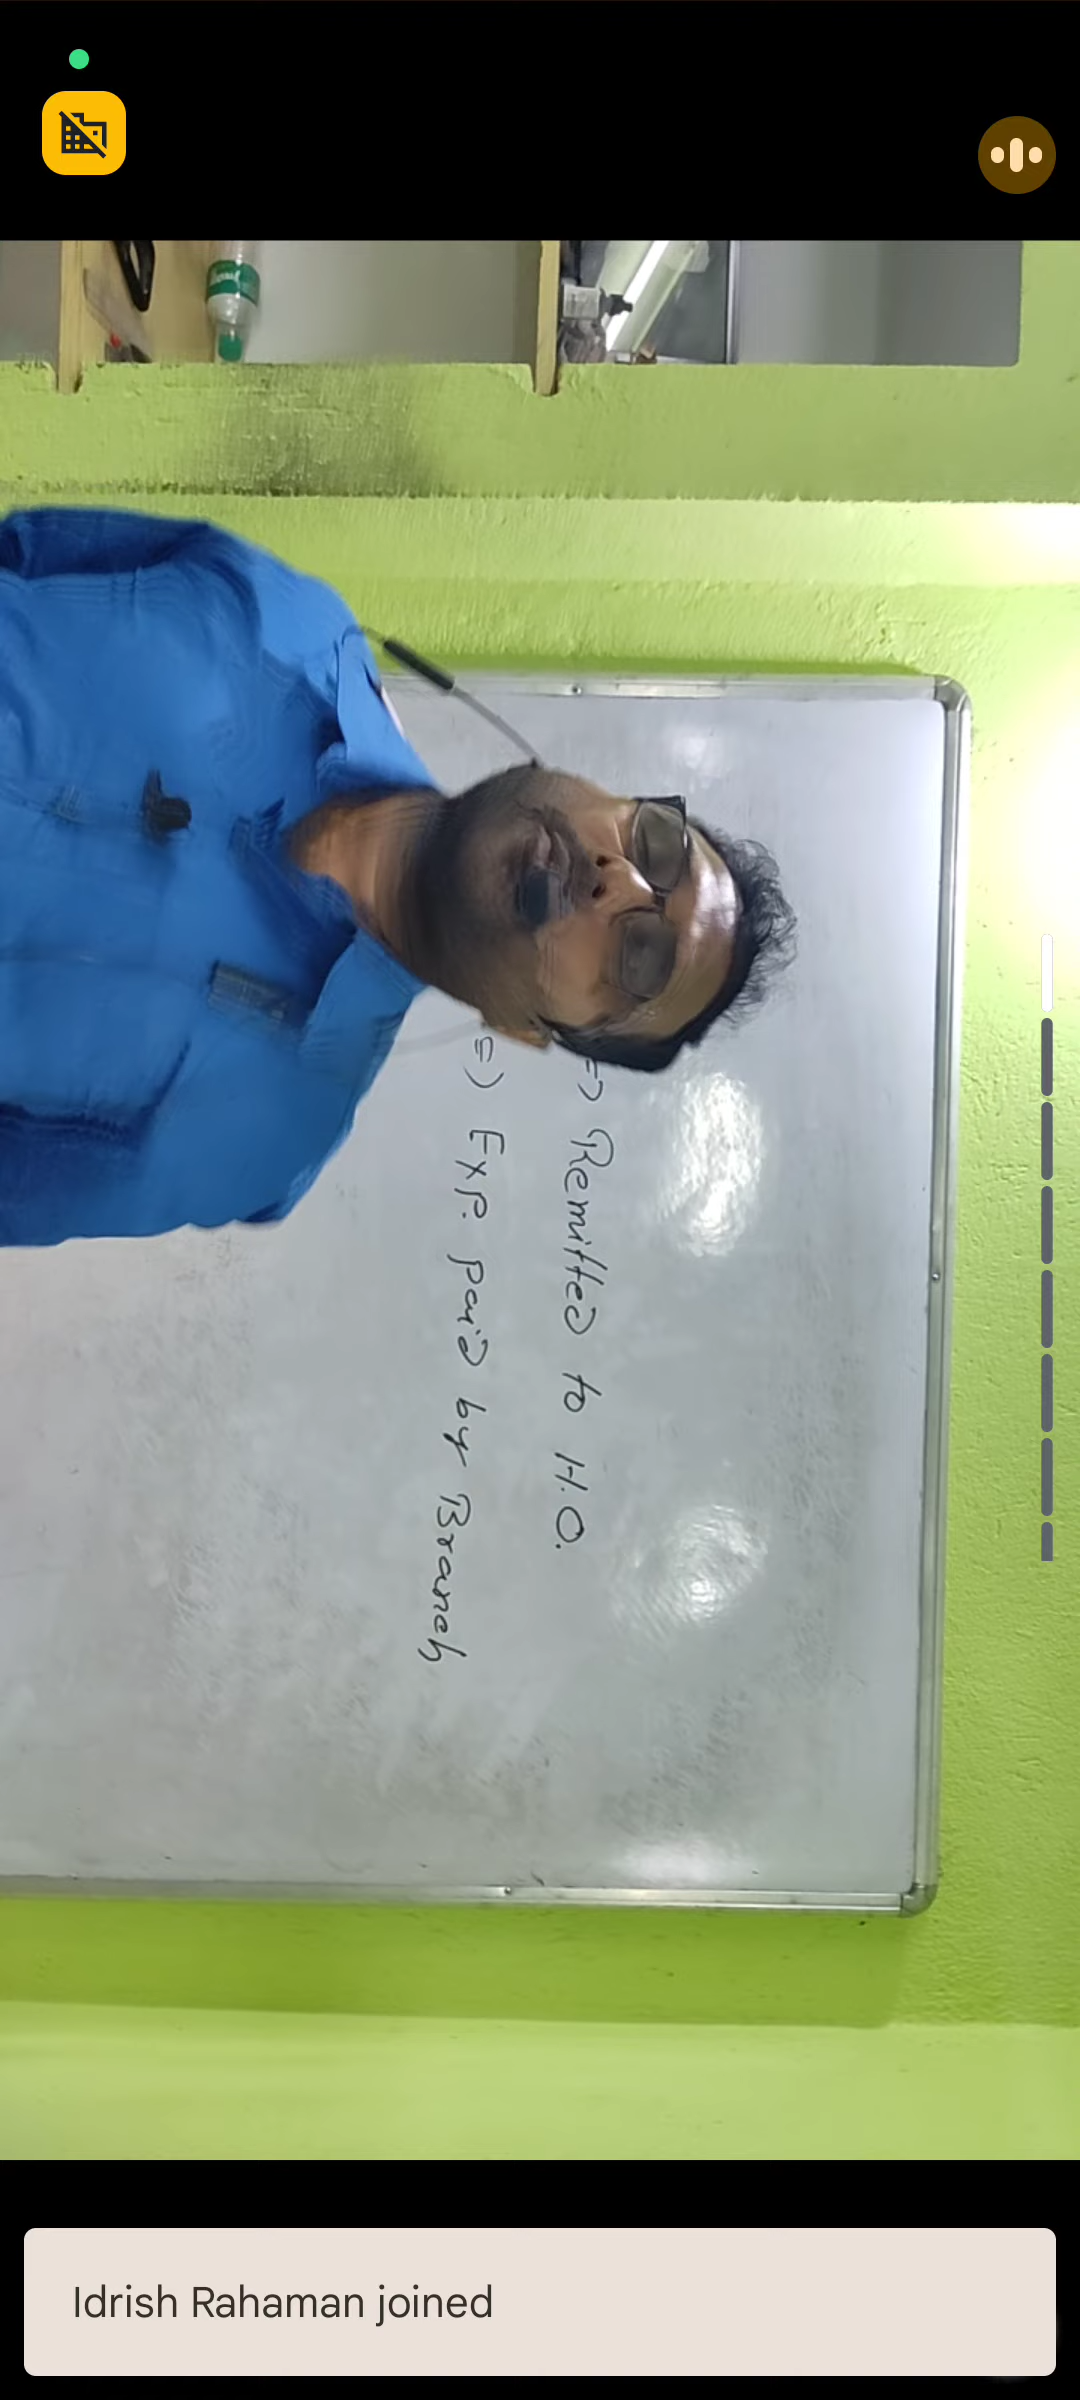 => Remitted to H.O.
=> Exp. paid by Branch
Idrish Rahaman joined